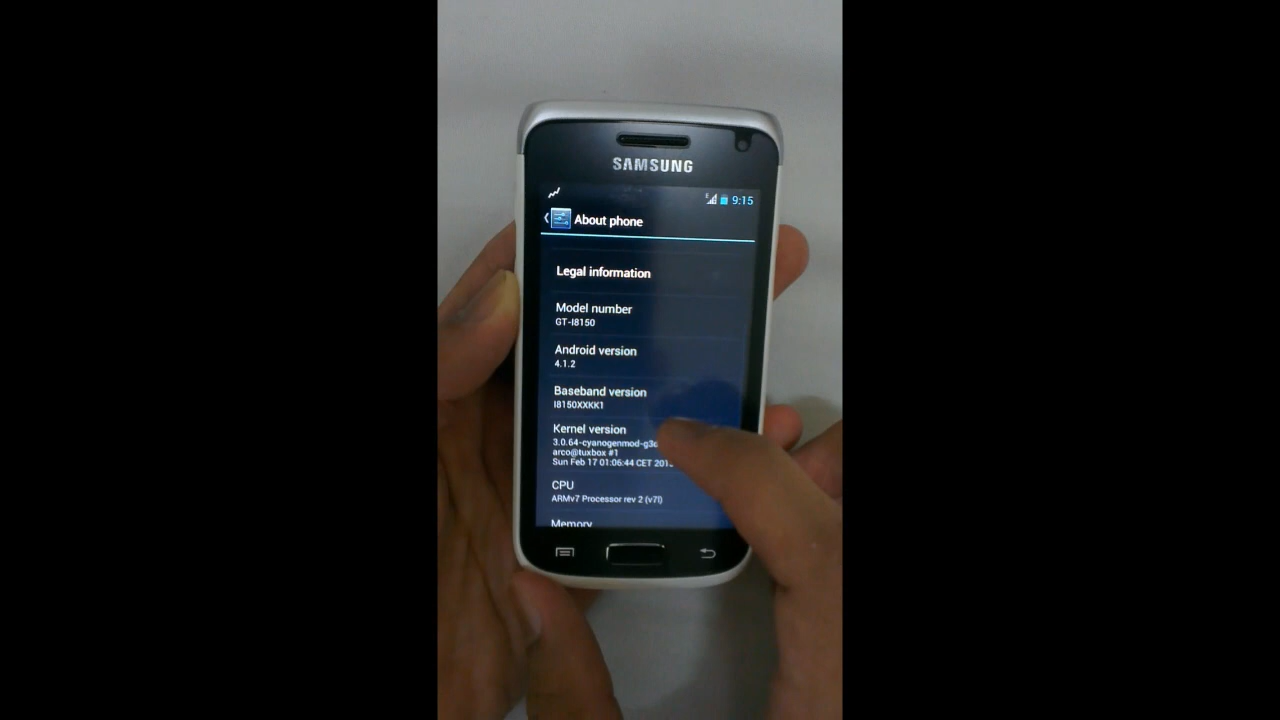 SAMSUNG
E 9:15
About phone
Legal information
Model number
GT-I8150
Android version
4.1.2
Baseband version
I8150XXKK1
Kernel version
3.0.64-cyanogenmod-g3
arco@tuxbox #1
Sun Feb 17 01:06:44 CET 201
CPU
ARMv7 Processor rev 2 (v7l)
Memory